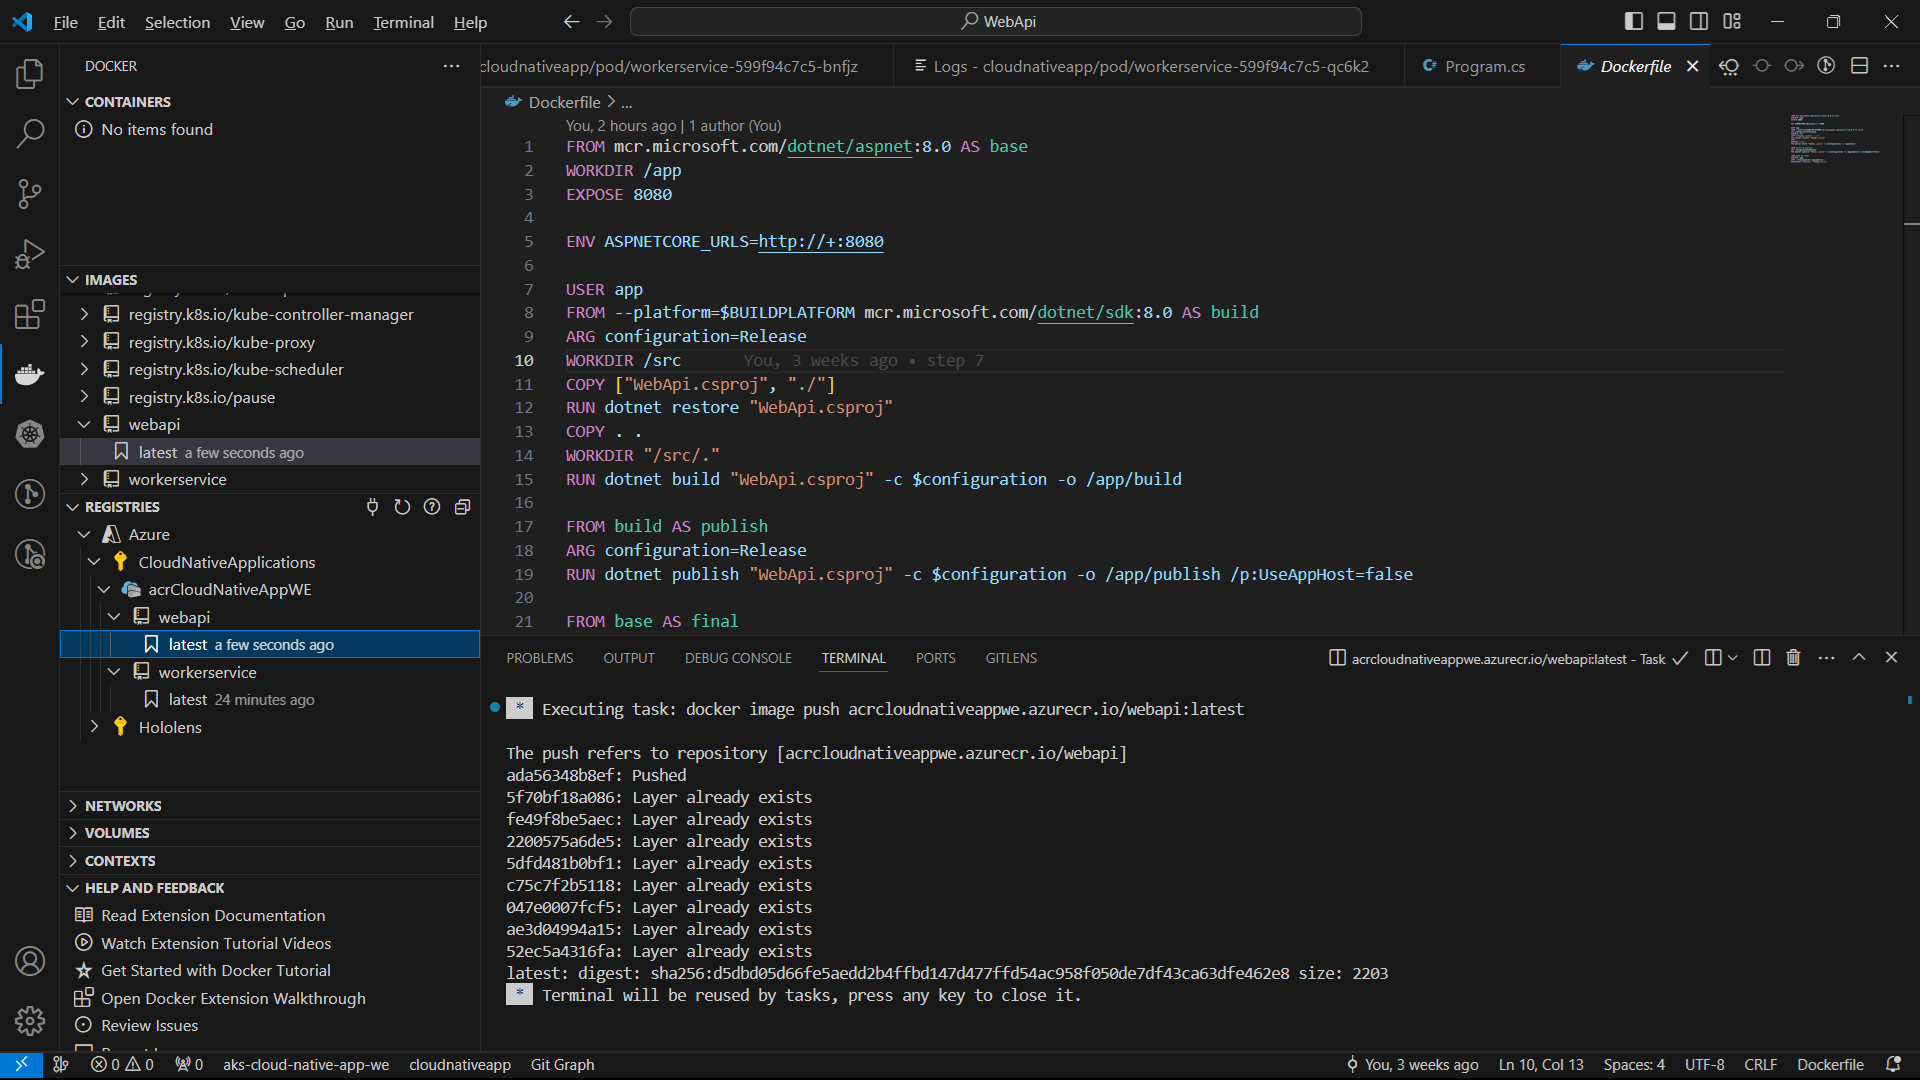 File Edit Selection View Go Run Terminal Help
WebApi
DOCKER
CONTAINERS
No items found
IMAGES
registry.k8s.io/kube-controller-manager
registry.k8s.io/kube-proxy
registry.k8s.io/kube-scheduler
registry.k8s.io/pause
webapi
latest a few seconds ago
workerservice
REGISTRIES
Azure
CloudNativeApplications
acrCloudNativeAppWE
webapi
latest a few seconds ago
workerservice
latest 24 minutes ago
Hololens
NETWORKS
VOLUMES
CONTEXTS
HELP AND FEEDBACK
Read Extension Documentation
Watch Extension Tutorial Videos
Get Started with Docker Tutorial
Open Docker Extension Walkthrough
Review Issues
cloudnativeapp/pod/workerservice-599f94c7c5-bnfjz
Logs - cloudnativeapp/pod/workerservice-599f94c7c5-qc6k2
Program.cs
Dockerfile
Dockerfile > ...
You, 2 hours ago | 1 author (You)
1 FROM mcr.microsoft.com/dotnet/aspnet:8.0 AS base
2 WORKDIR /app
3 EXPOSE 8080
4
5 ENV ASPNETCORE_URLS=http://+:8080
6
7 USER app
8 FROM --platform=$BUILDPLATFORM mcr.microsoft.com/dotnet/sdk:8.0 AS build
9 ARG configuration=Release
10 WORKDIR /src You, 3 weeks ago • step 7
11 COPY ["WebApi.csproj", "./"]
12 RUN dotnet restore "WebApi.csproj"
13 COPY . .
14 WORKDIR "/src/."
15 RUN dotnet build "WebApi.csproj" -c $configuration -o /app/build
16
17 FROM build AS publish
18 ARG configuration=Release
19 RUN dotnet publish "WebApi.csproj" -c $configuration -o /app/publish /p:UseAppHost=false
20
21 FROM base AS final
PROBLEMS OUTPUT DEBUG CONSOLE TERMINAL PORTS GITLENS
acrcloudnativeappwe.azurecr.io/webapi:latest - Task
* Executing task: docker image push acrcloudnativeappwe.azurecr.io/webapi:latest
The push refers to repository [acrcloudnativeappwe.azurecr.io/webapi]
ada56348b8ef: Pushed
5f70bf18a086: Layer already exists
fe49f8be5aec: Layer already exists
2200575a6de5: Layer already exists
5dfd481b0bf1: Layer already exists
c75c7f2b5118: Layer already exists
047e0007fcf5: Layer already exists
ae3d04994a15: Layer already exists
52ec5a4316fa: Layer already exists
latest: digest: sha256:d5dbd05d66fe5aedd2b4ffbd147d477ffd54ac958f050de7df43ca63dfe462e8 size: 2203
* Terminal will be reused by tasks, press any key to close it.
0 0 0 aks-cloud-native-app-we cloudnativeapp Git Graph
You, 3 weeks ago Ln 10, Col 13 Spaces: 4 UTF-8 CRLF Dockerfile